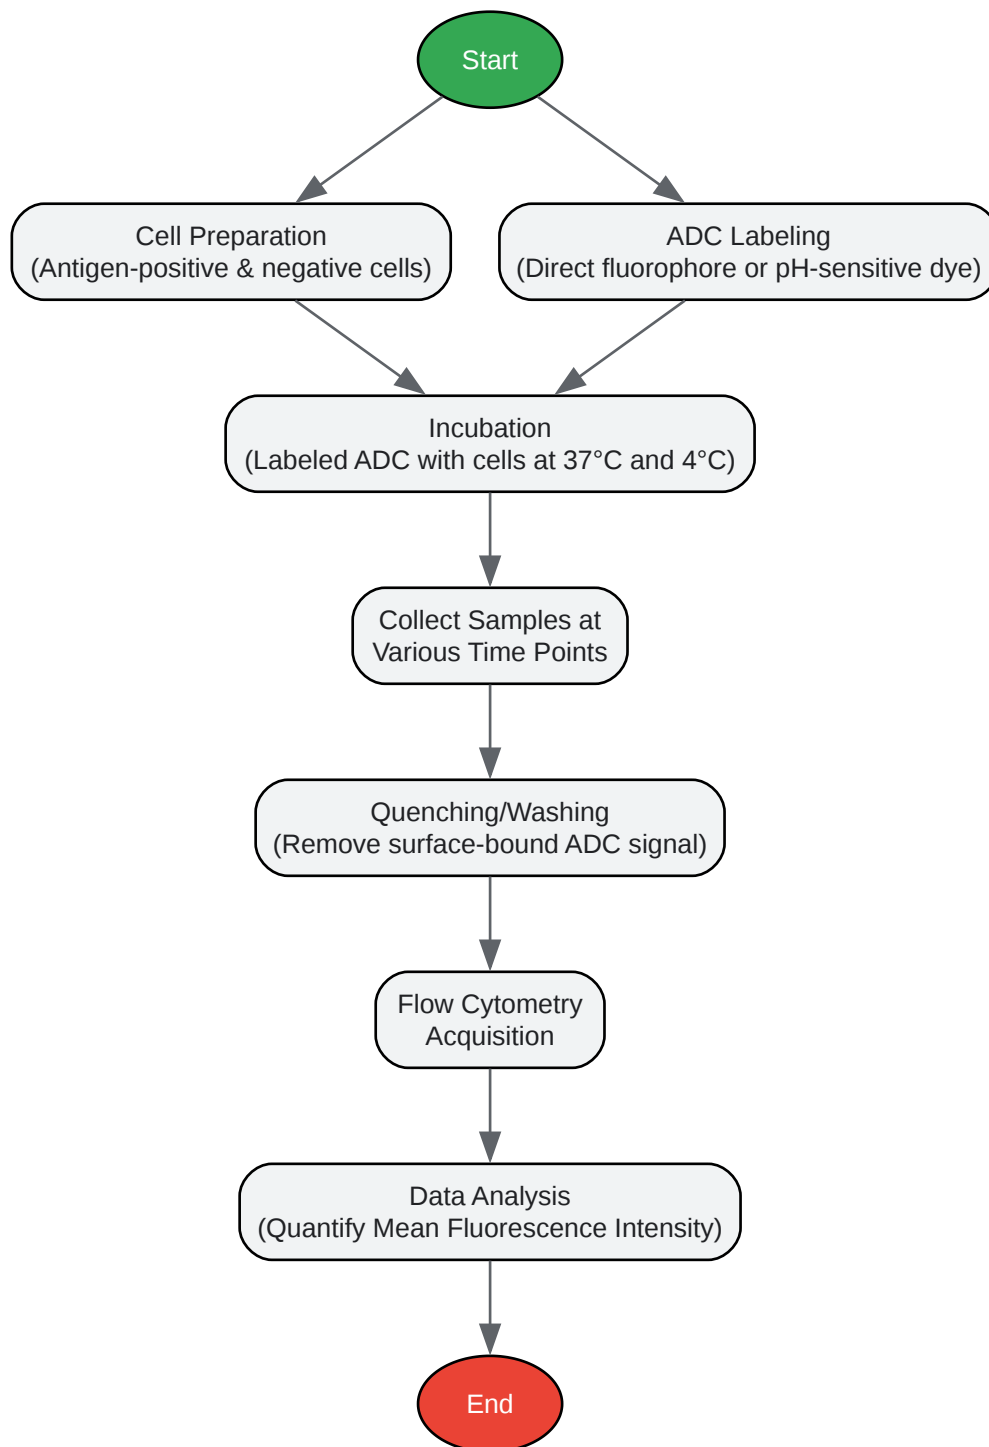 Start
Cell Preparation
(Antigen-positive & negative cells)
ADC Labeling
(Direct fluorophore or pH-sensitive dye)
Incubation
(Labeled ADC with cells at 37°C and 4°C)
Collect Samples at
Various Time Points
Quenching/Washing
(Remove surface-bound ADC signal)
Flow Cytometry
Acquisition
Data Analysis
(Quantify Mean Fluorescence Intensity)
End